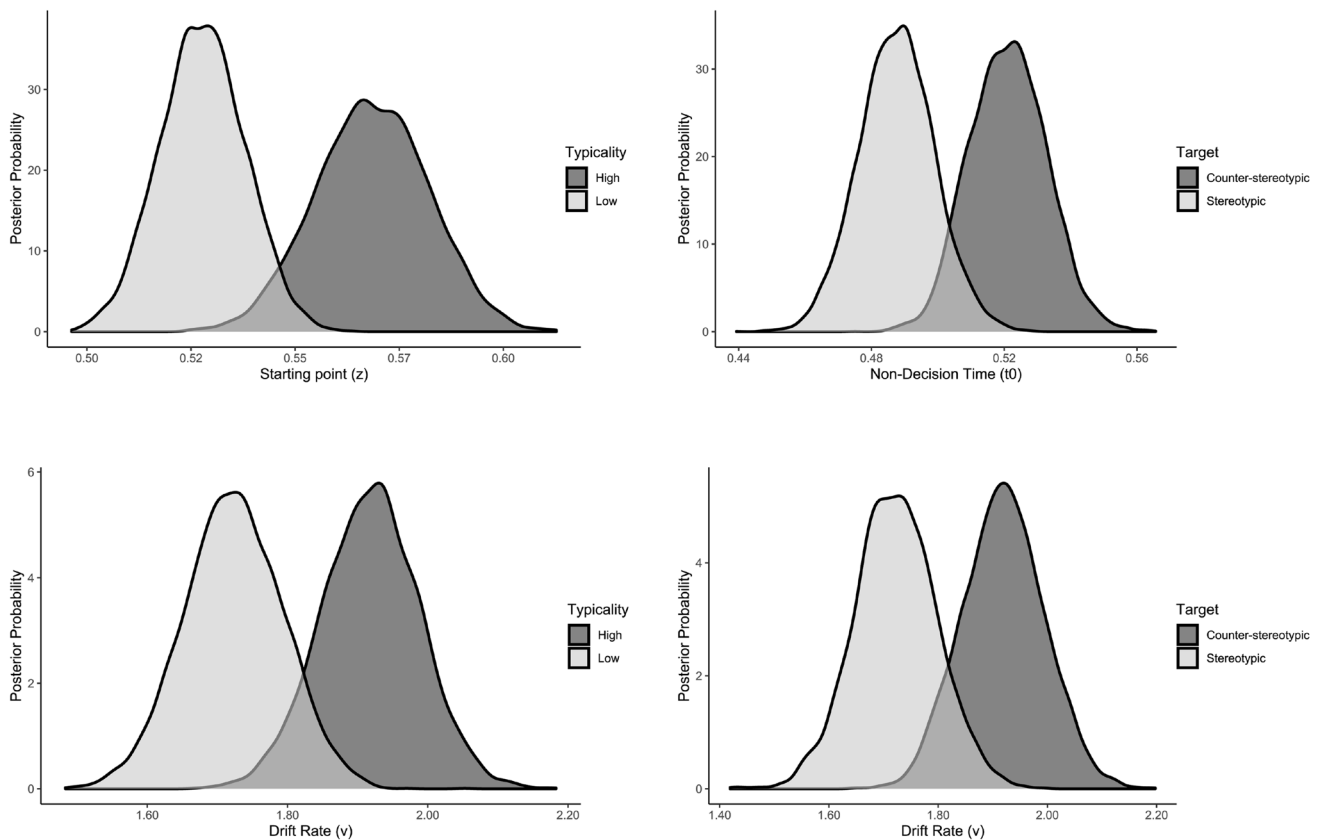 Posterior Probability
30
20
10
0
0.50
0.52
0.55
0.57
0.60
Starting point (z)
Typicality
High
Low
Posterior Probability
30
20
10
0
0.44
0.48
0.52
0.56
Non-Decision Time (t0)
Target
Counter-stereotypic
Stereotypic
Posterior Probability
6
4
2
0
1.60
1.80
2.00
2.20
Drift Rate (v)
Typicality
High
Low
Posterior Probability
4
2
0
1.40
1.60
1.80
2.00
2.20
Drift Rate (v)
Target
Counter-stereotypic
Stereotypic